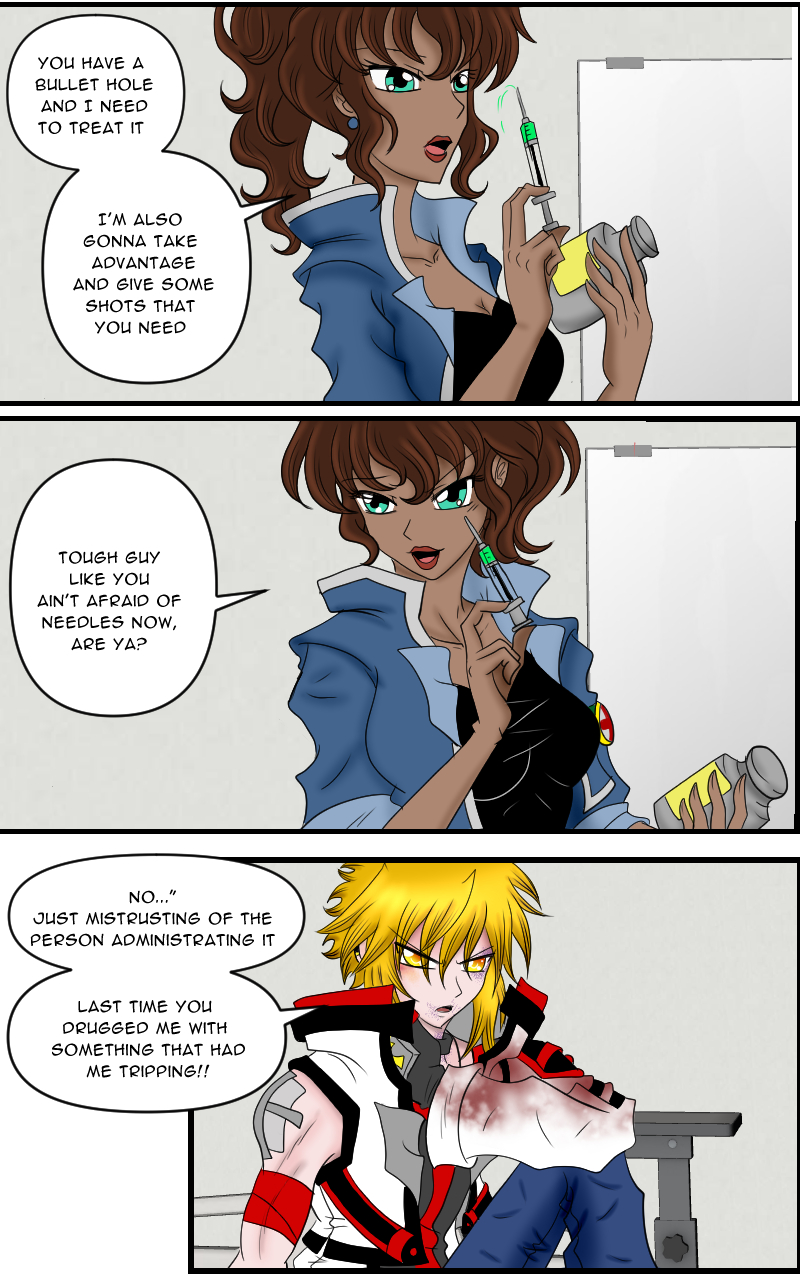 YOU HAVE A
BULLET HOLE
AND I NEED
TO TREAT IT
I'M ALSO
GONNA TAKE
ADVANTAGE
AND GIVE SOME
SHOTS THAT
YOU NEED
TOUGH GUY
LIKE YOU
AIN'T AFRAID OF
NEEDLES NOW,
ARE YA?
NO..."
JUST MISTRUSTING OF THE
PERSON ADMINISTRATING IT
LAST TIME YOU
DRUGGED ME WITH
SOMETHING THAT HAD
ME TRIPPING!!